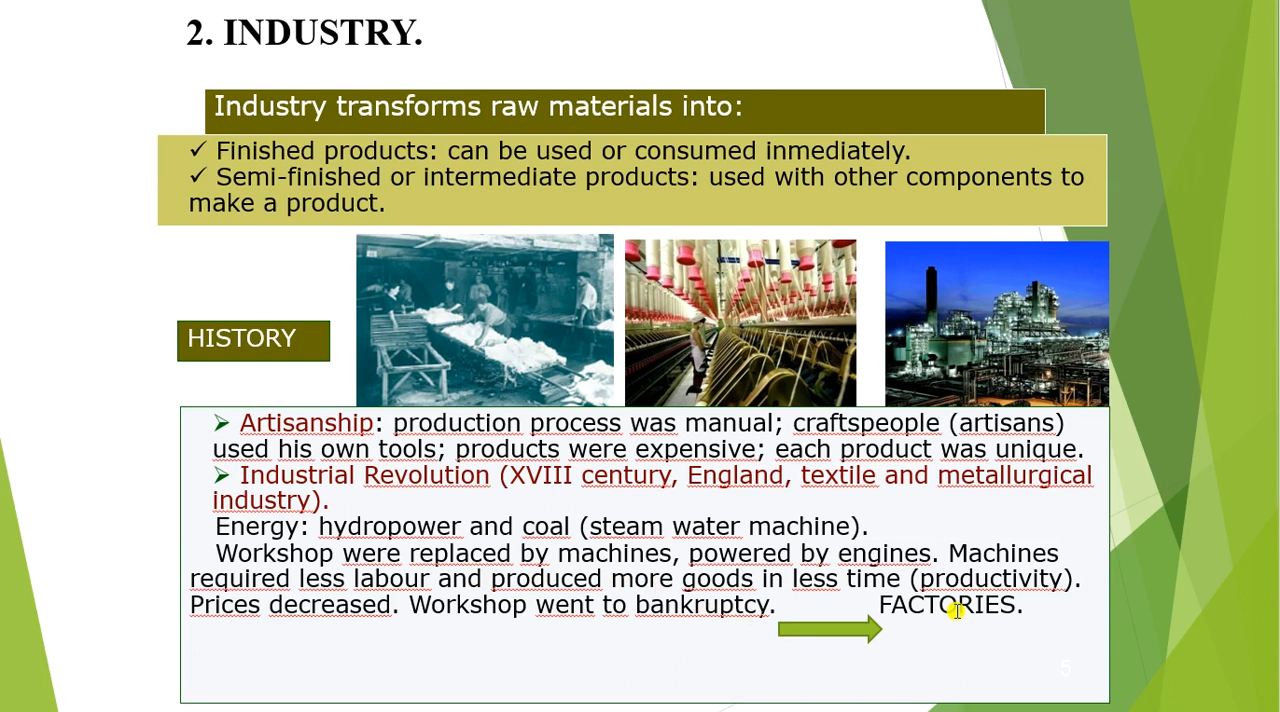 2. INDUSTRY.
Industry transforms raw materials into:
✓ Finished products: can be used or consumed inmediately.
✓ Semi-finished or intermediate products: used with other components to
make a product.
HISTORY
➢ Artisanship: production process was manual; craftspeople (artisans)
used his own tools; products were expensive; each product was unique.
➢ Industrial Revolution (XVIII century, England, textile and metallurgical
industry).
Energy: hydropower and coal (steam water machine).
Workshop were replaced by machines, powered by engines. Machines
required less labour and produced more goods in less time (productivity).
Prices decreased. Workshop went to bankruptcy. FACTORIES.
5